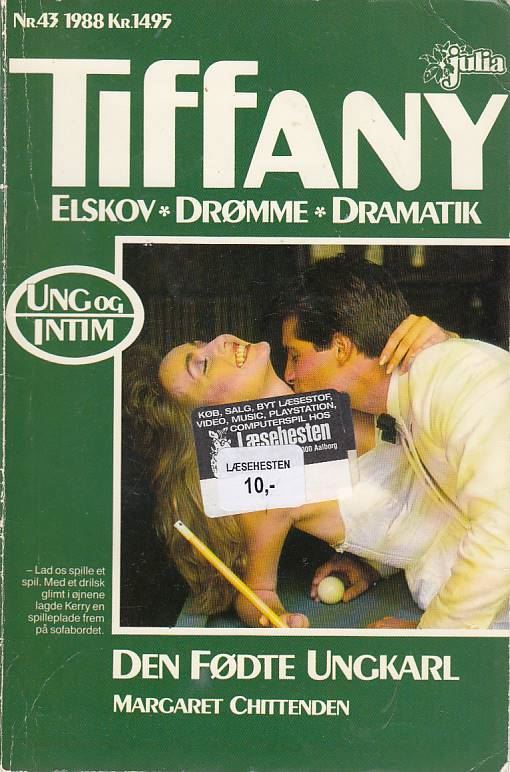 Nr.43 1988 Kr.14.95
julia
Tiffany
Elskov * Drømme * Dramatik
Ung og
Intim
KØB, SALG, BYT LÆSESTOF,
VIDEO, MUSIC, PLAYSTATION,
COMPUTERSPIL HOS
Læsehesten
000 Aalborg
LÆSEHESTEN
10,-
– Lad os spille et
spil. Med et drilsk
glimt i øjnene
lagde Kerry en
spilleplade frem
på sofabordet.
Den Fødte Ungkarl
Margaret Chittenden